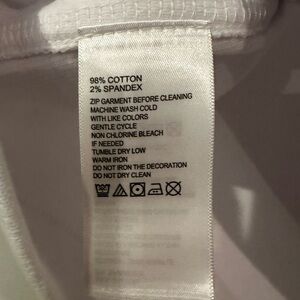 98% COTTON
2% SPANDEX
ZIP GARMENT BEFORE CLEANING
MACHINE WASH COLD
WITH LIKE COLORS
GENTLE CYCLE
NON CHLORINE BLEACH
IF NEEDED
TUMBLE DRY LOW
WARM IRON
DO NOT IRON THE DECORATION
DO NOT DRY CLEAN